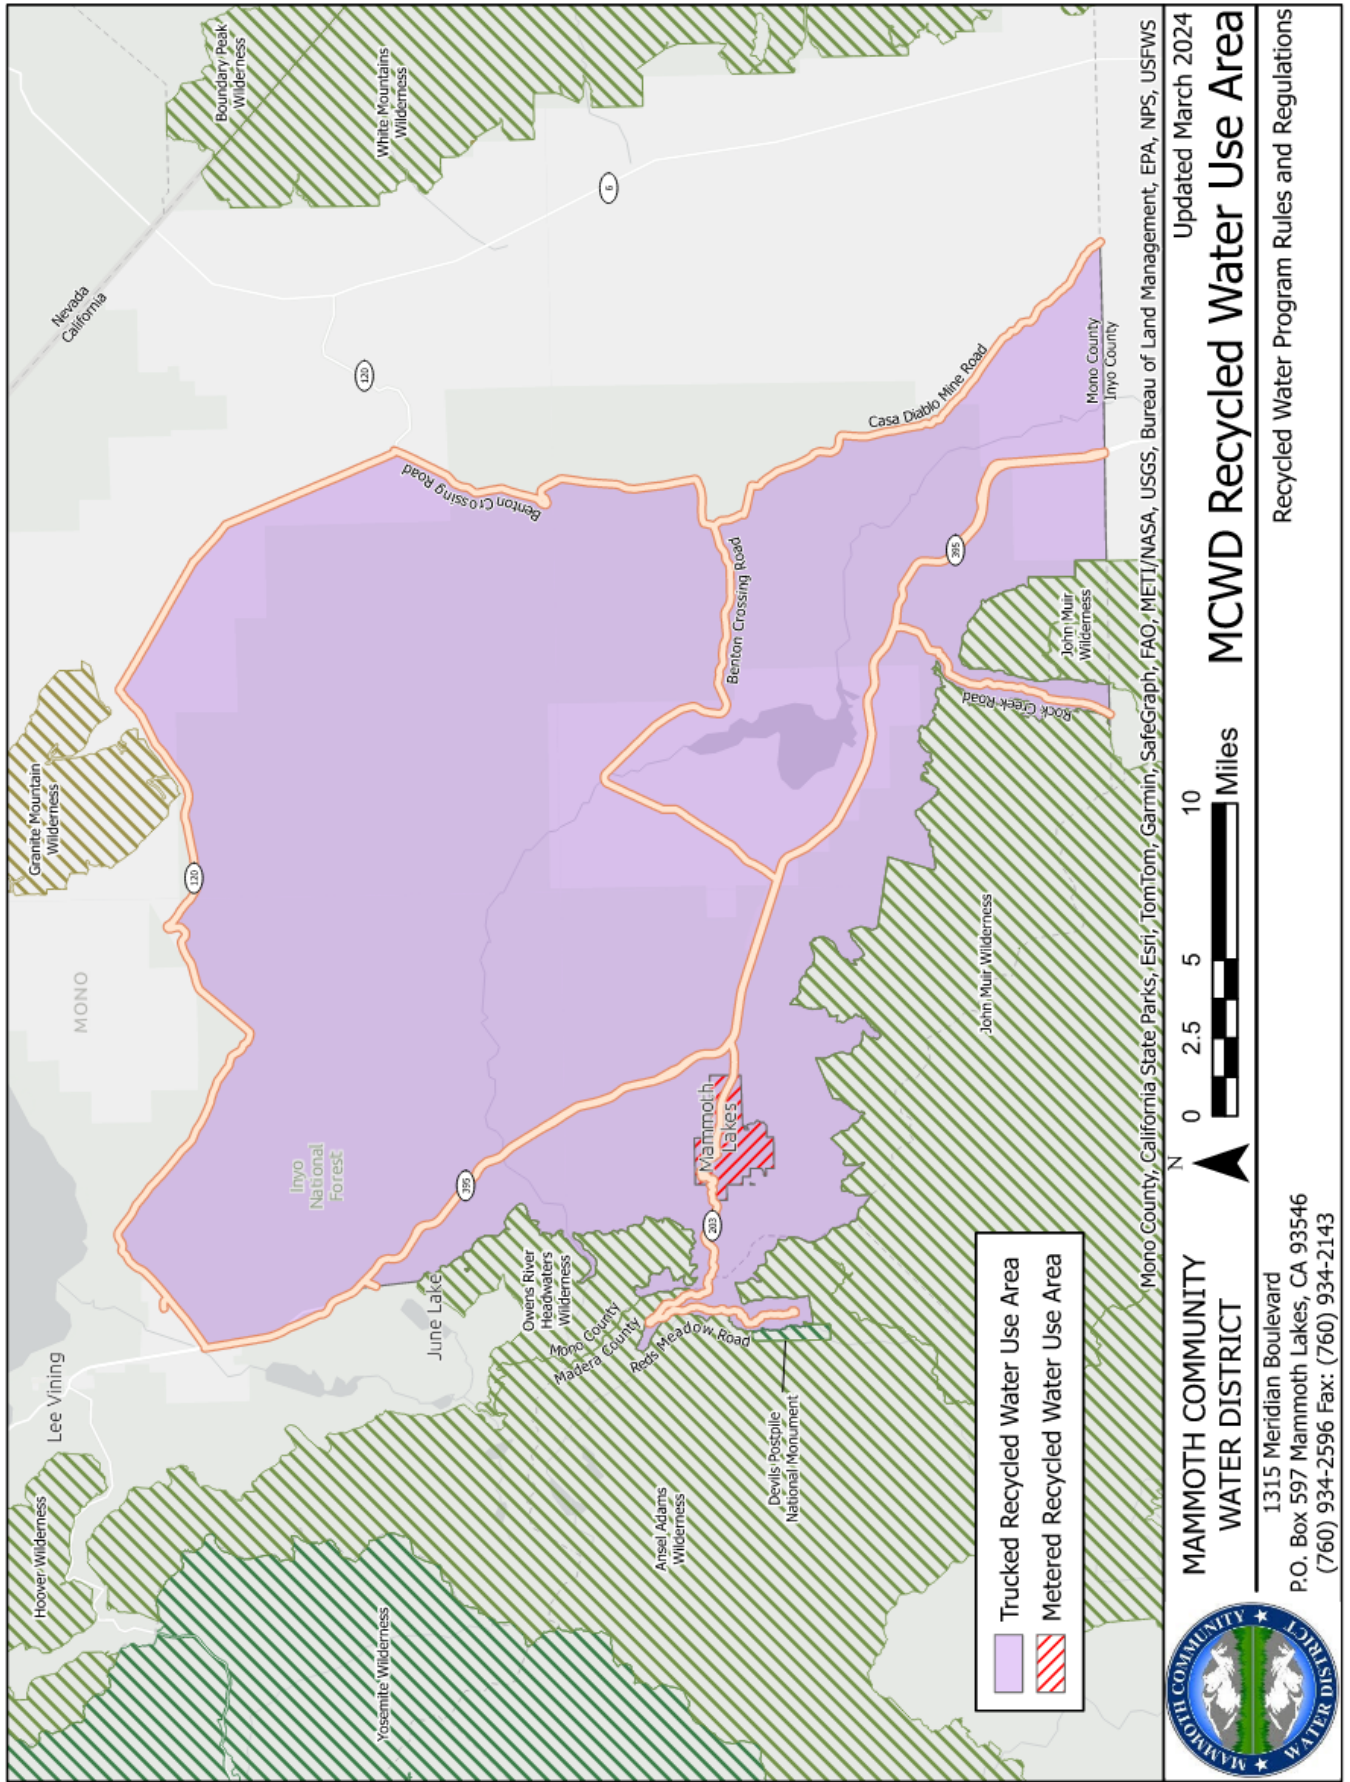 Hoover Wilderness
Lee Vining
MONO
Granite Mountain
Wilderness
Nevada
California
Boundary Peak
Wilderness
White Mountains
Wilderness
120
120
6
Yosemite Wilderness
Inyo
National
Forest
395
June Lake
Owens River
Headwaters
Wilderness
Mono County
Madera County
Reds Meadow Road
Benton Crossing Road
Benton Crossing Road
Ansel Adams
Wilderness
Devils Postpile
National Monument
203
Mammoth
Lakes
Casa Diablo Mine Road
395
John Muir Wilderness
Rock Creek Road
John Muir
Wilderness
Mono County
Inyo County
Trucked Recycled Water Use Area
Metered Recycled Water Use Area
Mono County, California State Parks, Esri, TomTom, Garmin, SafeGraph, FAO, METI/NASA, USGS, Bureau of Land Management, EPA, NPS, USFWS
MAMMOTH COMMUNITY
WATER DISTRICT
MAMMOTH COMMUNITY
WATER DISTRICT
1315 Meridian Boulevard
P.O. Box 597 Mammoth Lakes, CA 93546
(760) 934-2596 Fax: (760) 934-2143
N
0 2.5 5 10
Miles
Updated March 2024
MCWD Recycled Water Use Area
Recycled Water Program Rules and Regulations